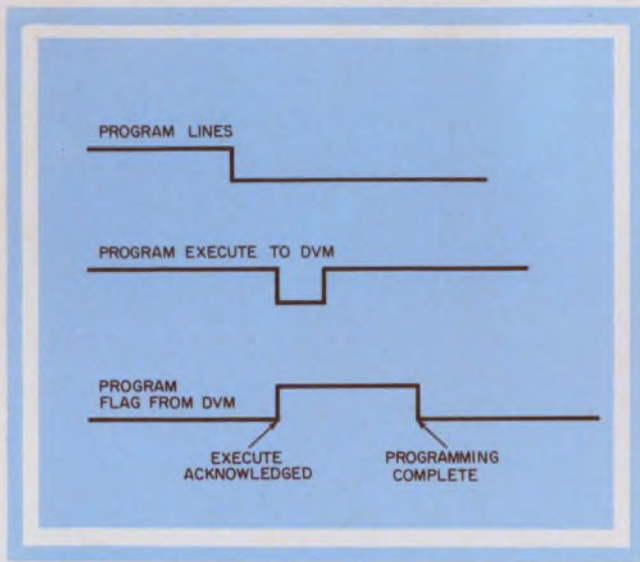 PROGRAM LINES
PROGRAM EXECUTE TO DVM
PROGRAM
FLAG FROM DVM
EXECUTE
ACKNOWLEDGED
PROGRAMMING
COMPLETE